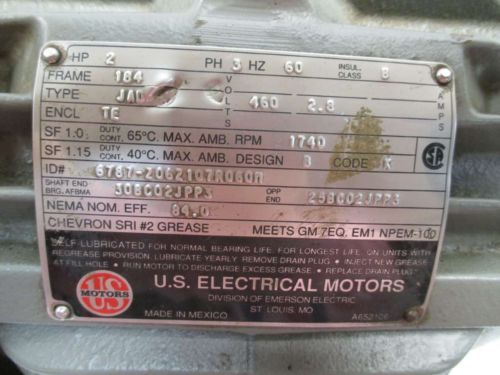 HP 2 PH 3 HZ 60 INSUL. CLASS B
FRAME 184
TYPE VOLTS 460 2.8 AMPS
ENCL TE
SF 1.0 DUTY CONT. 65°C. MAX. AMB. RPM 1740
SF 1.15 DUTY CONT. 40°C. MAX. AMB. DESIGN B CODE K
ID#
SHAFT END BRG. AFBMA OPP END
NEMA NOM. EFF. 84.0
CHEVRON SRI #2 GREASE MEETS GM 7EQ. EM1 NPEM-100
SELF-LUBRICATED FOR NORMAL BEARING LIFE. FOR LONGEST LIFE, ON UNITS WITH
REGREASE PROVISION LUBRICATE YEARLY. REMOVE DRAIN PLUG • INJECT NEW GREASE
AT FILL HOLE • RUN MOTOR TO DISCHARGE EXCESS GREASE • REPLACE DRAIN PLUG
US MOTORS
U.S. ELECTRICAL MOTORS
DIVISION OF EMERSON ELECTRIC
ST. LOUIS, MO
MADE IN MEXICO